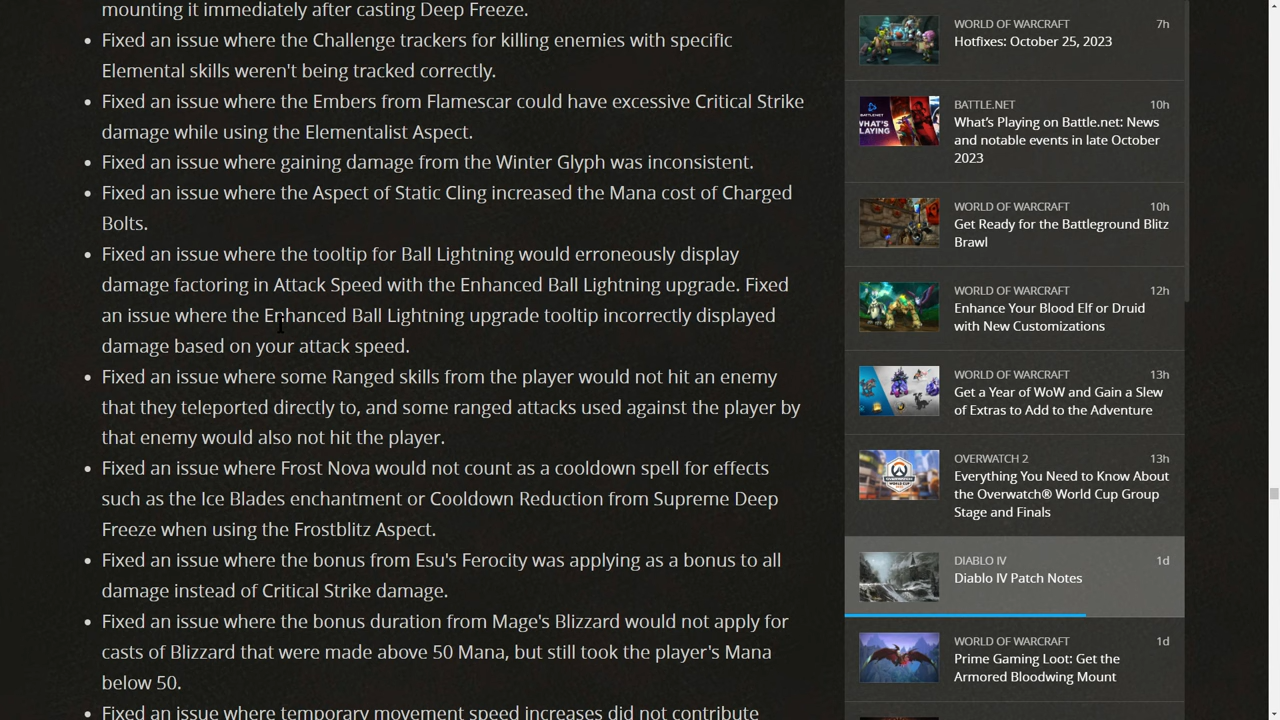 mounting it immediately after casting Deep Freeze.
Fixed an issue where the Challenge trackers for killing enemies with specific
Elemental skills weren't being tracked correctly.
Fixed an issue where the Embers from Flamescar could have excessive Critical Strike
damage while using the Elementalist Aspect.
Fixed an issue where gaining damage from the Winter Glyph was inconsistent.
Fixed an issue where the Aspect of Static Cling increased the Mana cost of Charged
Bolts.
Fixed an issue where the tooltip for Ball Lightning would erroneously display
damage factoring in Attack Speed with the Enhanced Ball Lightning upgrade. Fixed
an issue where the Enhanced Ball Lightning upgrade tooltip incorrectly displayed
damage based on your attack speed.
Fixed an issue where some Ranged skills from the player would not hit an enemy
that they teleported directly to, and some ranged attacks used against the player by
that enemy would also not hit the player.
Fixed an issue where Frost Nova would not count as a cooldown spell for effects
such as the Ice Blades enchantment or Cooldown Reduction from Supreme Deep
Freeze when using the Frostblitz Aspect.
Fixed an issue where the bonus from Esu's Ferocity was applying as a bonus to all
damage instead of Critical Strike damage.
Fixed an issue where the bonus duration from Mage's Blizzard would not apply for
casts of Blizzard that were made above 50 Mana, but still took the player's Mana
below 50.
Fixed an issue where temporary movement speed increases did not contribute
WORLD OF WARCRAFT 7h
Hotfixes: October 25, 2023
WHAT'S
PLAYING
BATTLE.NET 10h
What's Playing on Battle.net: News
and notable events in late October
2023
WORLD OF WARCRAFT 10h
Get Ready for the Battleground Blitz
Brawl
WORLD OF WARCRAFT 12h
Enhance Your Blood Elf or Druid
with New Customizations
WORLD OF WARCRAFT 13h
Get a Year of WoW and Gain a Slew
of Extras to Add to the Adventure
OVERWATCH 2 13h
Everything You Need to Know About
the Overwatch® World Cup Group
Stage and Finals
DIABLO IV 1d
Diablo IV Patch Notes
WORLD OF WARCRAFT 1d
Prime Gaming Loot: Get the
Armored Bloodwing Mount